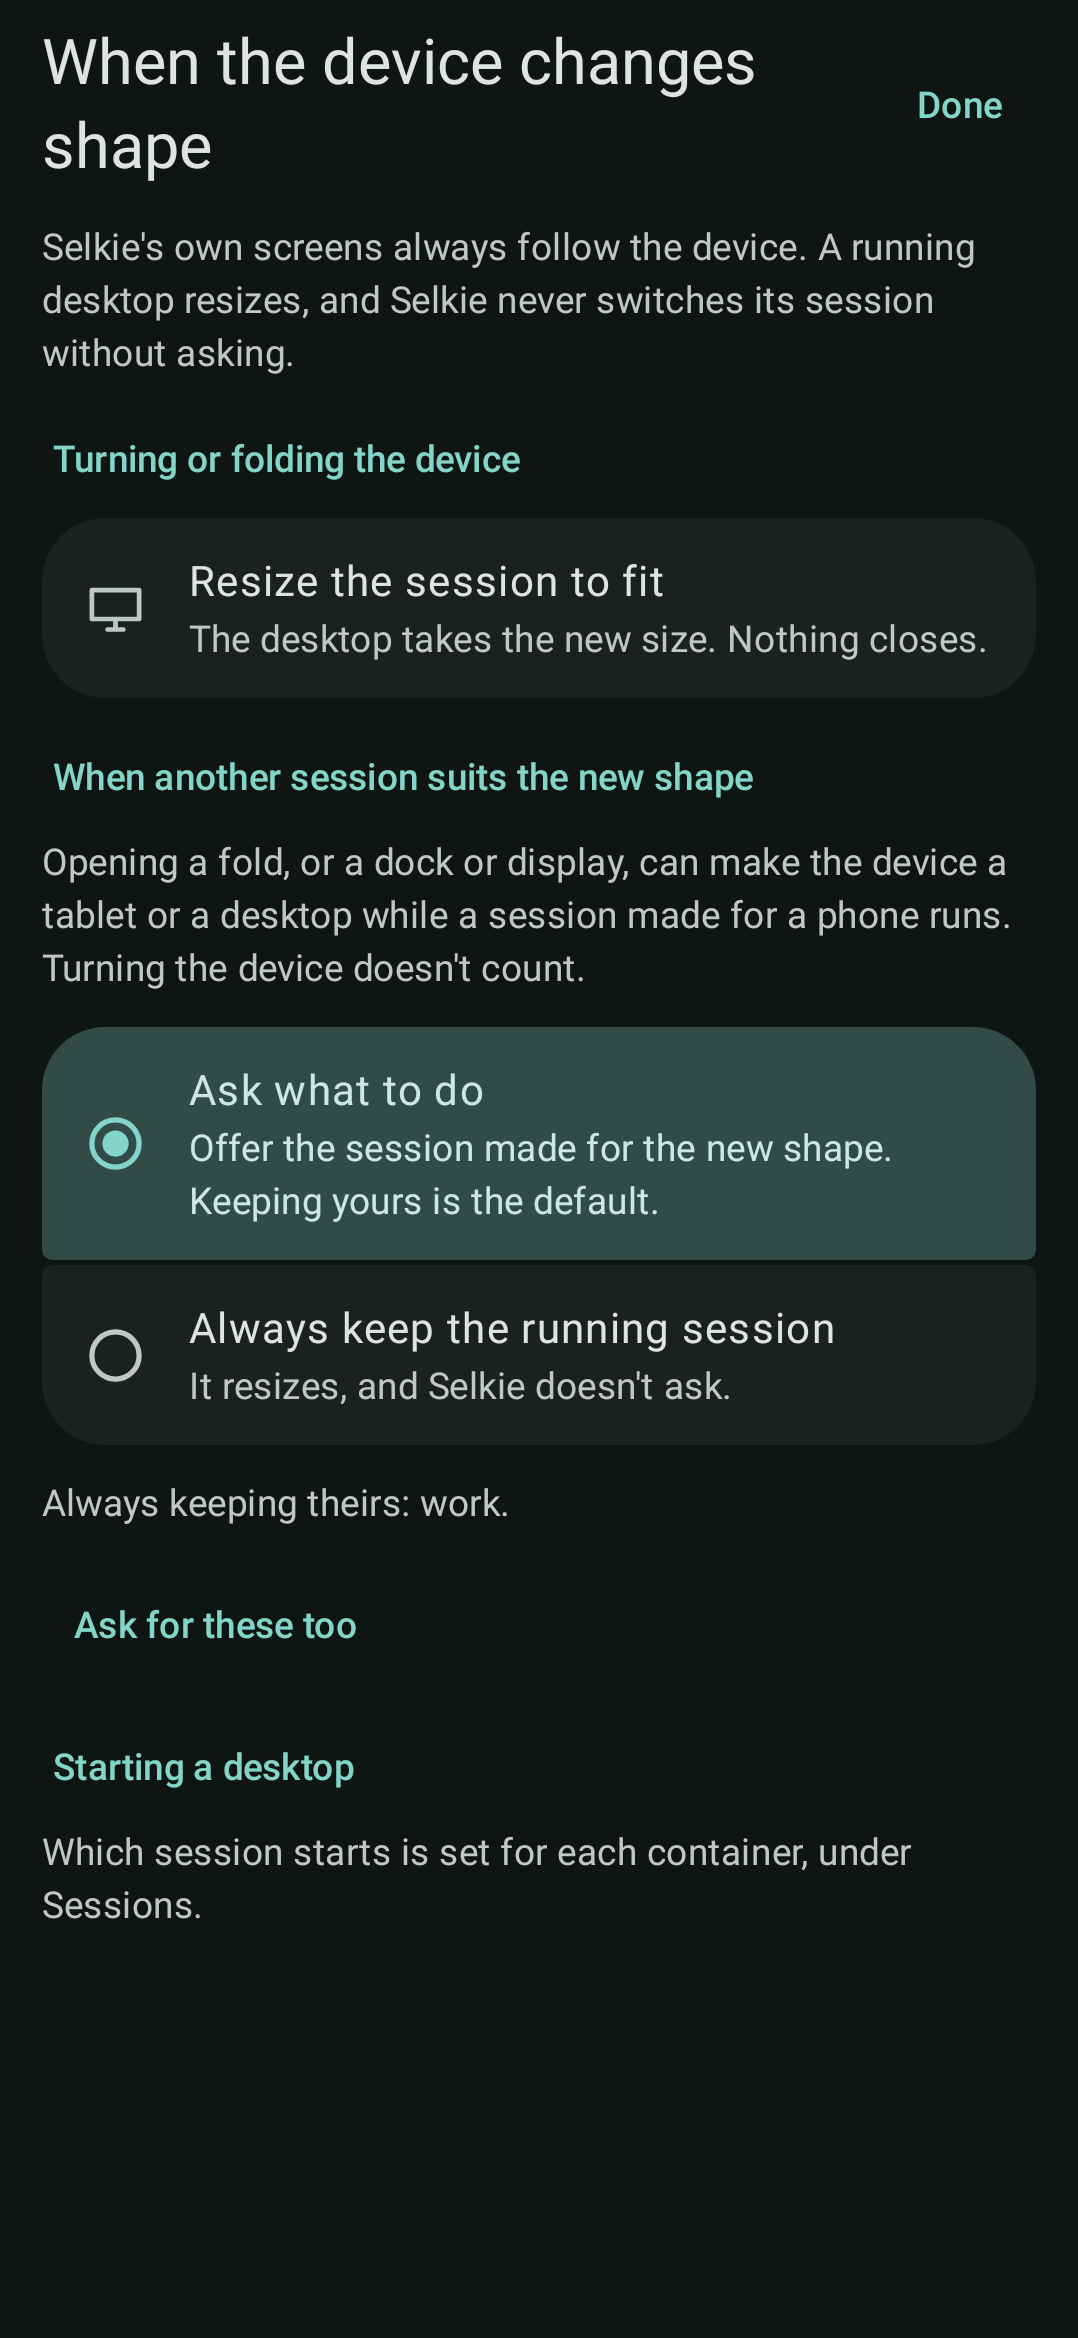 When the device changes
shape
Done
Selkie's own screens always follow the device. A running
desktop resizes, and Selkie never switches its session
without asking.
Turning or folding the device
Resize the session to fit
The desktop takes the new size. Nothing closes.
When another session suits the new shape
Opening a fold, or a dock or display, can make the device a
tablet or a desktop while a session made for a phone runs.
Turning the device doesn't count.
Ask what to do
Offer the session made for the new shape.
Keeping yours is the default.
Always keep the running session
It resizes, and Selkie doesn't ask.
Always keeping theirs: work.
Ask for these too
Starting a desktop
Which session starts is set for each container, under
Sessions.